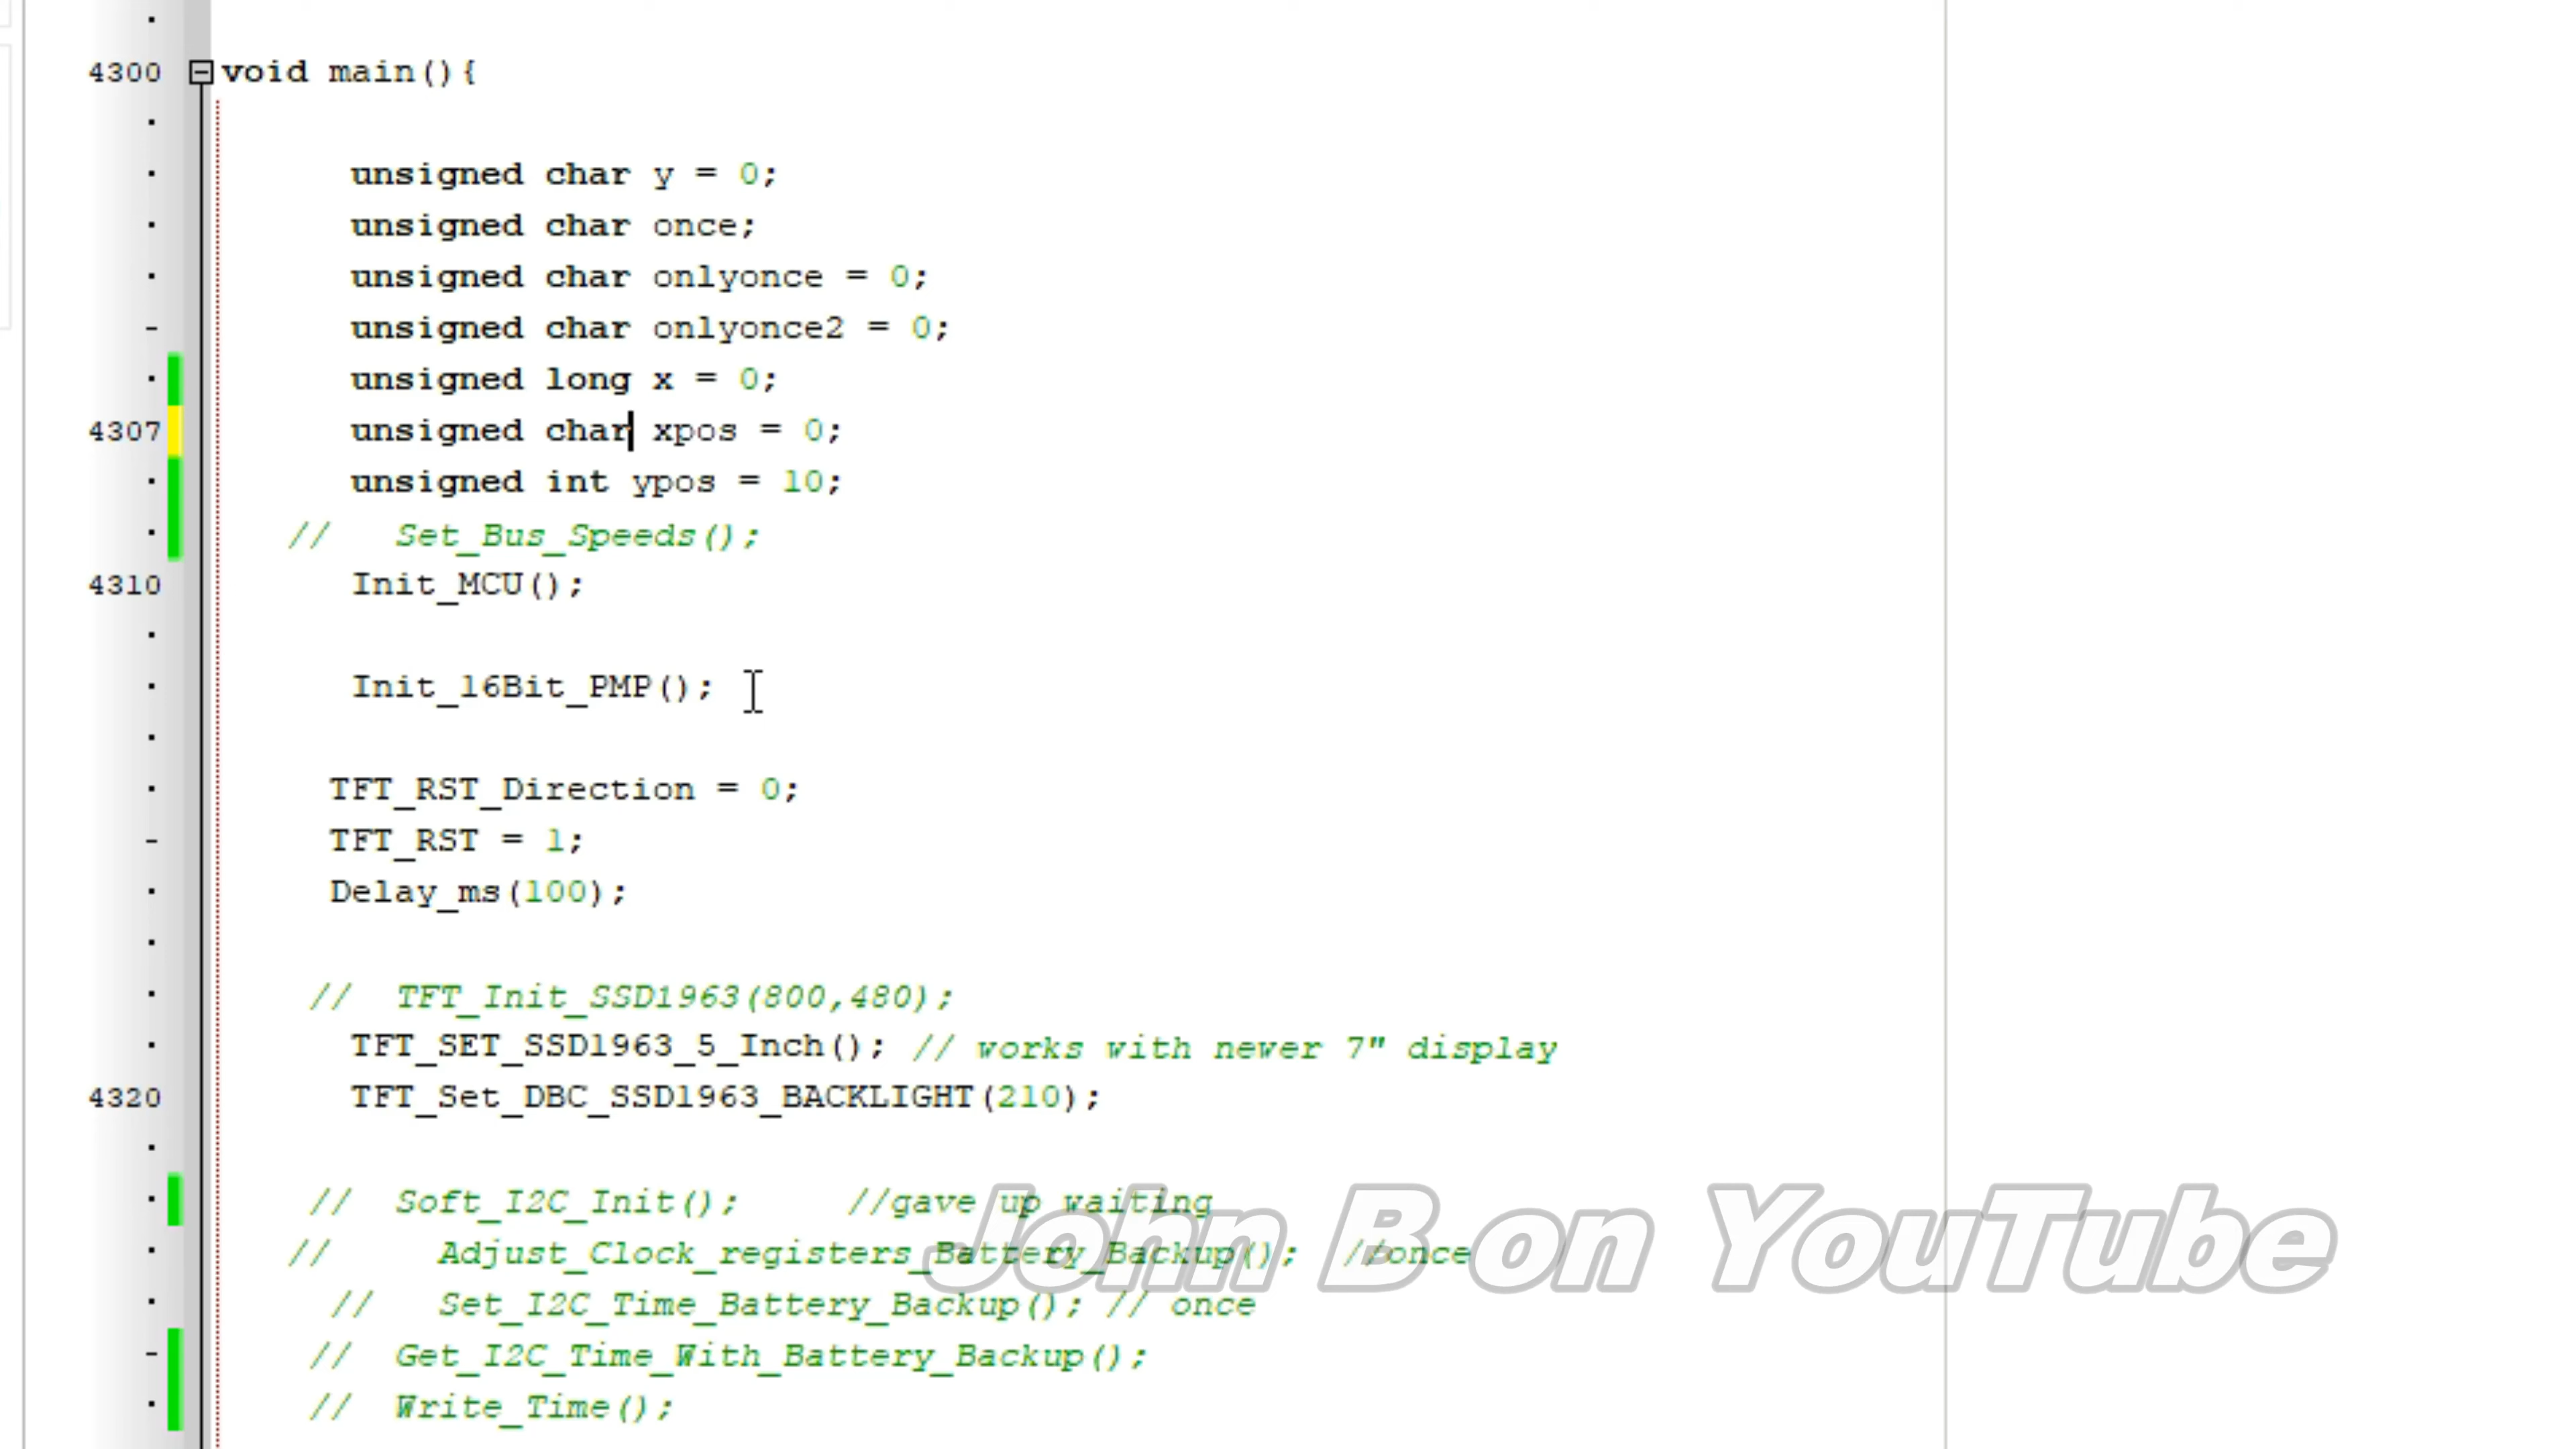 4300 void main(){
unsigned char y = 0;
unsigned char once;
unsigned char onlyonce = 0;
unsigned char onlyonce2 = 0;
unsigned long x = 0;
4307 unsigned char xpos = 0;
unsigned int ypos = 10;
// Set_Bus_Speeds();
4310 Init_MCU();
Init_16Bit_PMP();
TFT_RST_Direction = 0;
TFT_RST = 1;
Delay_ms(100);
// TFT_Init_SSD1963(800,480);
TFT_SET_SSD1963_5_Inch(); // works with newer 7" display
4320 TFT_Set_DBC_SSD1963_BACKLIGHT(210);
// Soft_I2C_Init(); //gave up waiting
// Adjust_Clock_registers_Battery_Backup(); //once
John B on YouTube
// Set_I2C_Time_Battery_Backup(); // once
// Get_I2C_Time_With_Battery_Backup();
// Write_Time();